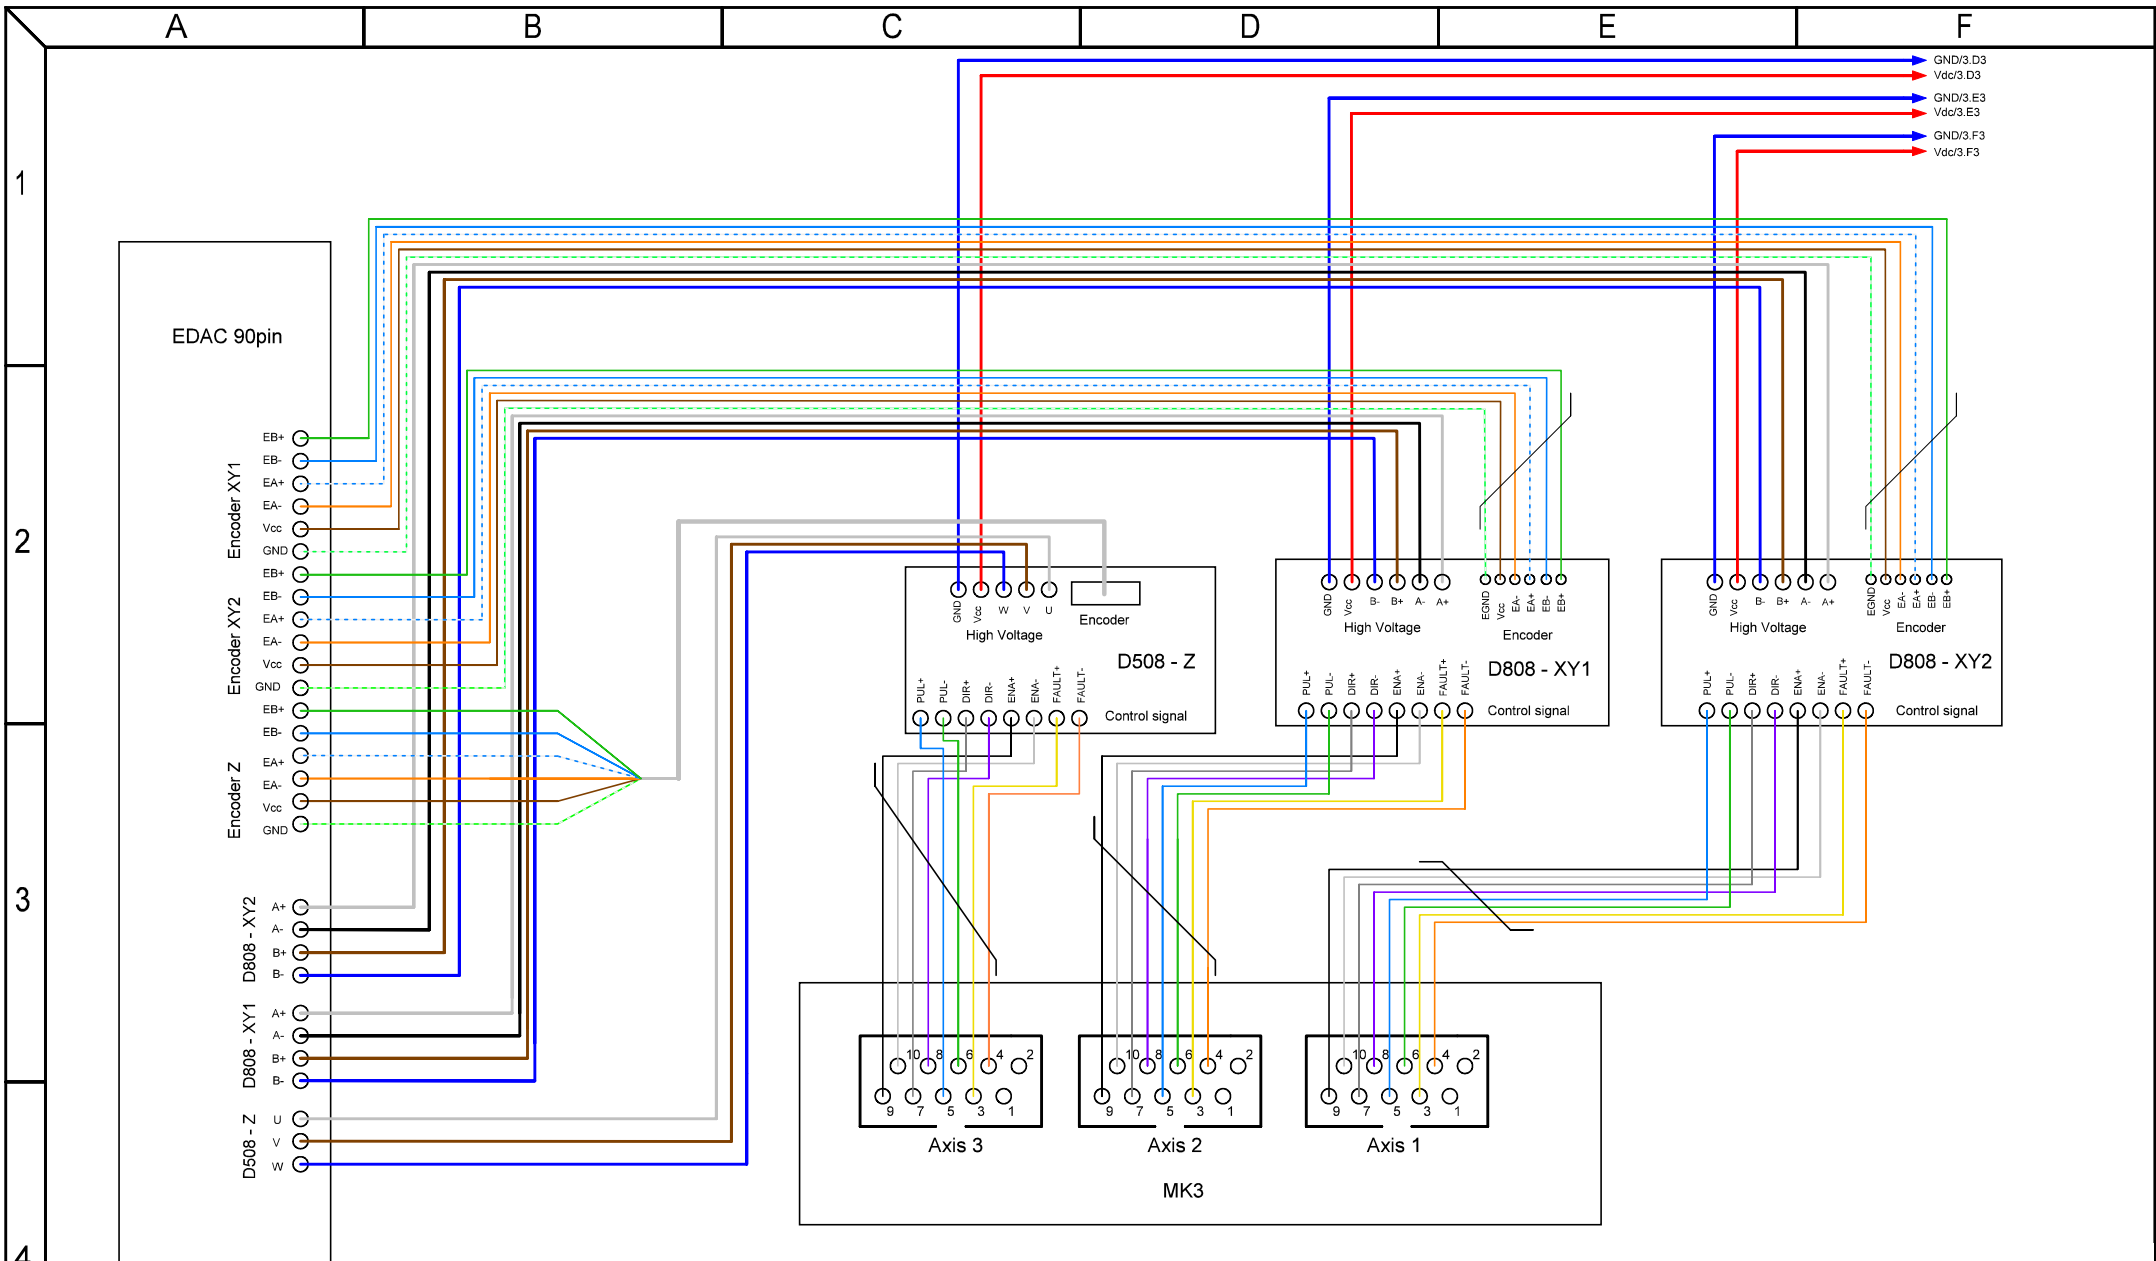 A B C D E F
GND/3.D3
Vdc/3.D3
GND/3.E3
Vdc/3.E3
GND/3.F3
Vdc/3.F3
1
2
3
4
EDAC 90pin
Encoder XY1
EB+
EB-
EA+
EA-
Vcc
GND
Encoder XY2
EB+
EB-
EA+
EA-
Vcc
GND
Encoder Z
EB+
EB-
EA+
EA-
Vcc
GND
D808 - XY2
A+
A-
B+
B-
D808 - XY1
A+
A-
B+
B-
D508 - Z
U
V
W
GND Vcc W V U
High Voltage
Encoder
D508 - Z
PUL+ PUL- DIR+ DIR- ENA+ ENA- FAULT+ FAULT-
Control signal
GND Vcc B- B+ A- A+
High Voltage
EGND Vcc EA- EA+ EB- EB+
Encoder
D808 - XY1
PUL+ PUL- DIR+ DIR- ENA+ ENA- FAULT+ FAULT-
Control signal
GND Vcc B- B+ A- A+
High Voltage
EGND Vcc EA- EA+ EB- EB+
Encoder
D808 - XY2
PUL+ PUL- DIR+ DIR- ENA+ ENA- FAULT+ FAULT-
Control signal
10 8 6 4 2
9 7 5 3 1
Axis 3
10 8 6 4 2
9 7 5 3 1
Axis 2
10 8 6 4 2
9 7 5 3 1
Axis 1
MK3